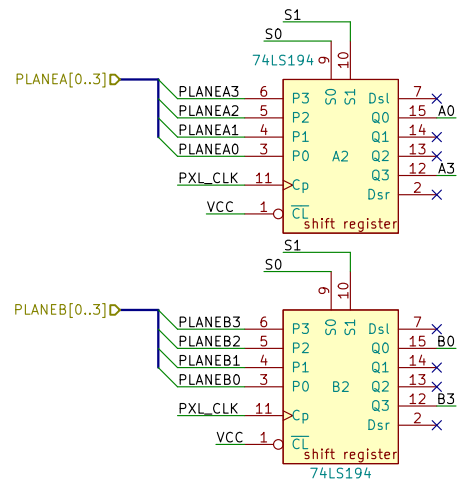 S1
S0
74LS194
9
10
PLANEA[0..3]
S0 S1
PLANEA3 6 P3 Dsl 7
PLANEA2 5 P2 Q0 15 A0
PLANEA1 4 P1 Q1 14
PLANEA0 3 P0 A2 Q2 13
Q3 12 A3
PXL_CLK 11 Cp Dsr 2
VCC 1 CL
shift register
S1
S0
9
10
PLANEB[0..3]
S0 S1
PLANEB3 6 P3 Dsl 7
PLANEB2 5 P2 Q0 15 B0
PLANEB1 4 P1 Q1 14
PLANEB0 3 P0 B2 Q2 13
Q3 12 B3
PXL_CLK 11 Cp Dsr 2
VCC 1 CL
shift register
74LS194